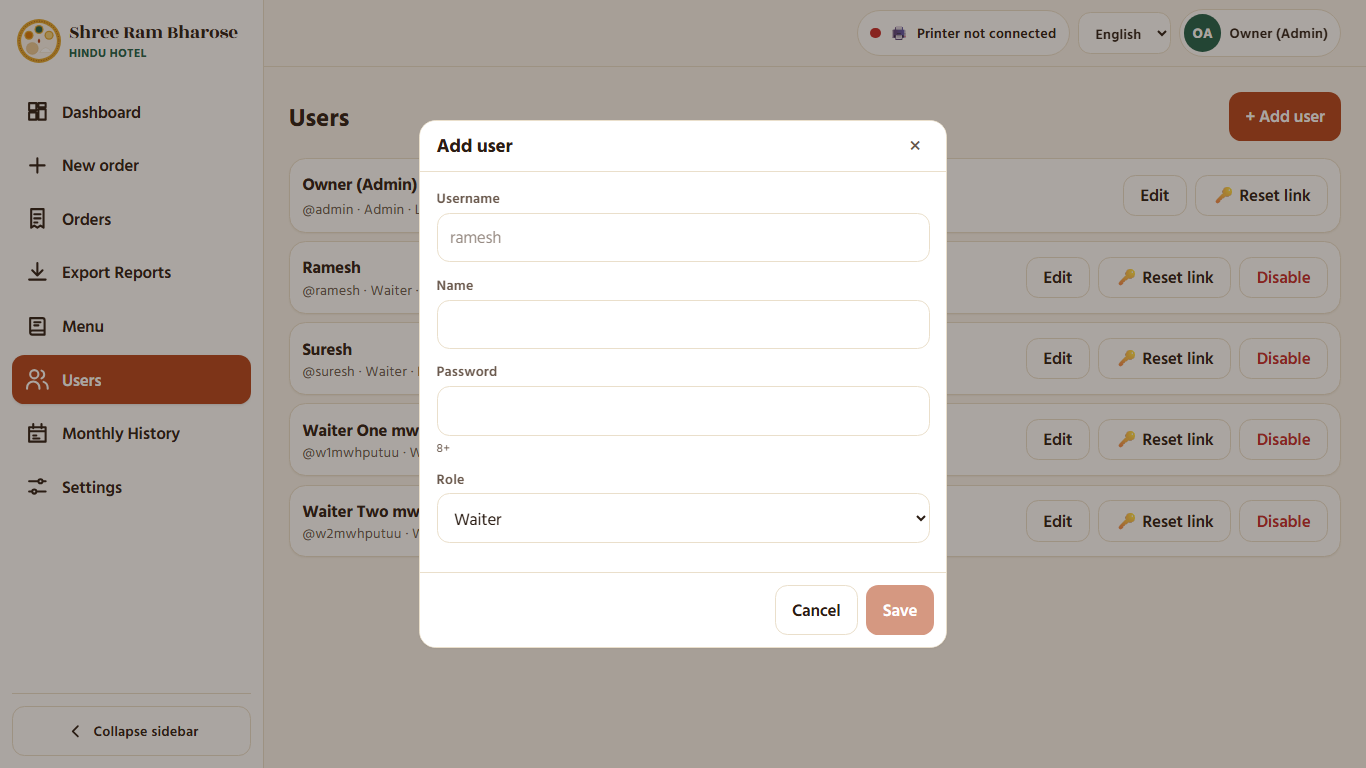 Shree Ram Bharose
HINDU HOTEL
Printer not connected
English
OA
Owner (Admin)
Dashboard
New order
Orders
Export Reports
Menu
Users
Monthly History
Settings
Collapse sidebar
Users
+ Add user
Owner (Admin)
@admin · Admin ·
Edit
Reset link
Ramesh
@ramesh · Waiter ·
Edit
Reset link
Disable
Suresh
@suresh · Waiter ·
Edit
Reset link
Disable
Waiter One mw
@w1mwhputuu ·
Edit
Reset link
Disable
Waiter Two mw
@w2mwhputuu ·
Edit
Reset link
Disable
Add user
×
Username
ramesh
Name
Password
8+
Role
Waiter
Cancel
Save